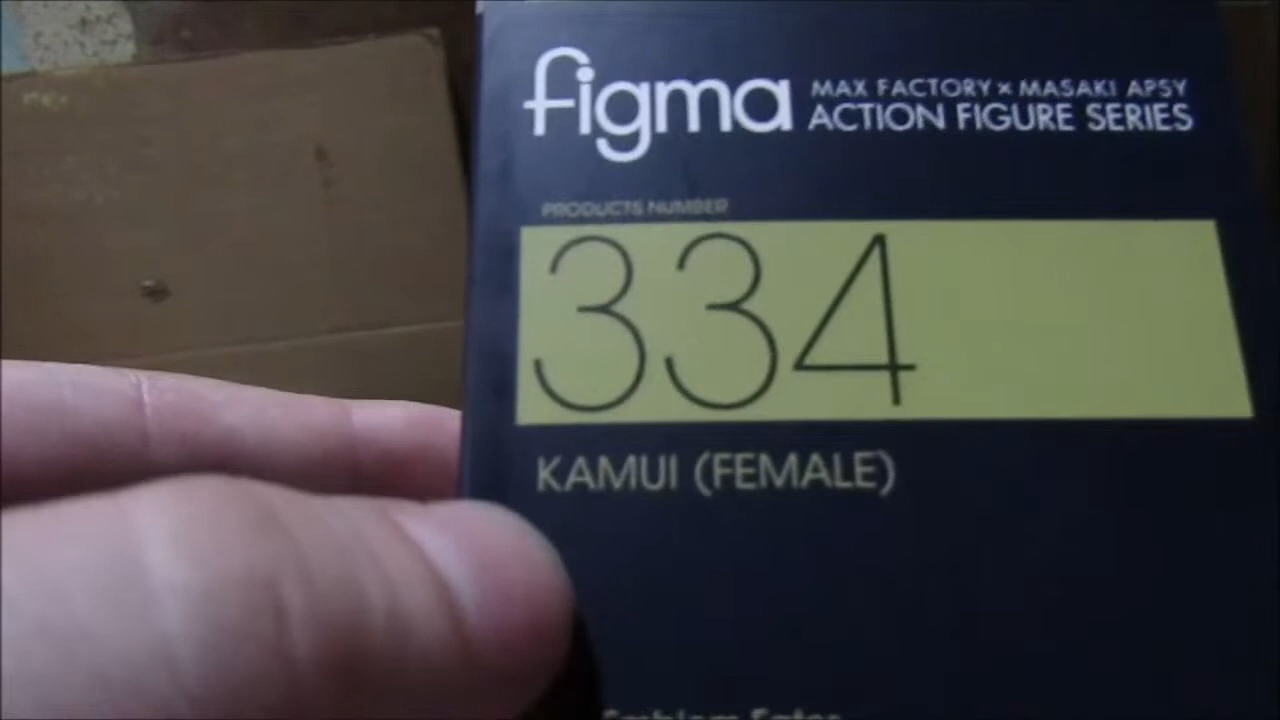 figma
MAX FACTORY × MASAKI APSY
ACTION FIGURE SERIES
PRODUCTS NUMBER
334
KAMUI (FEMALE)